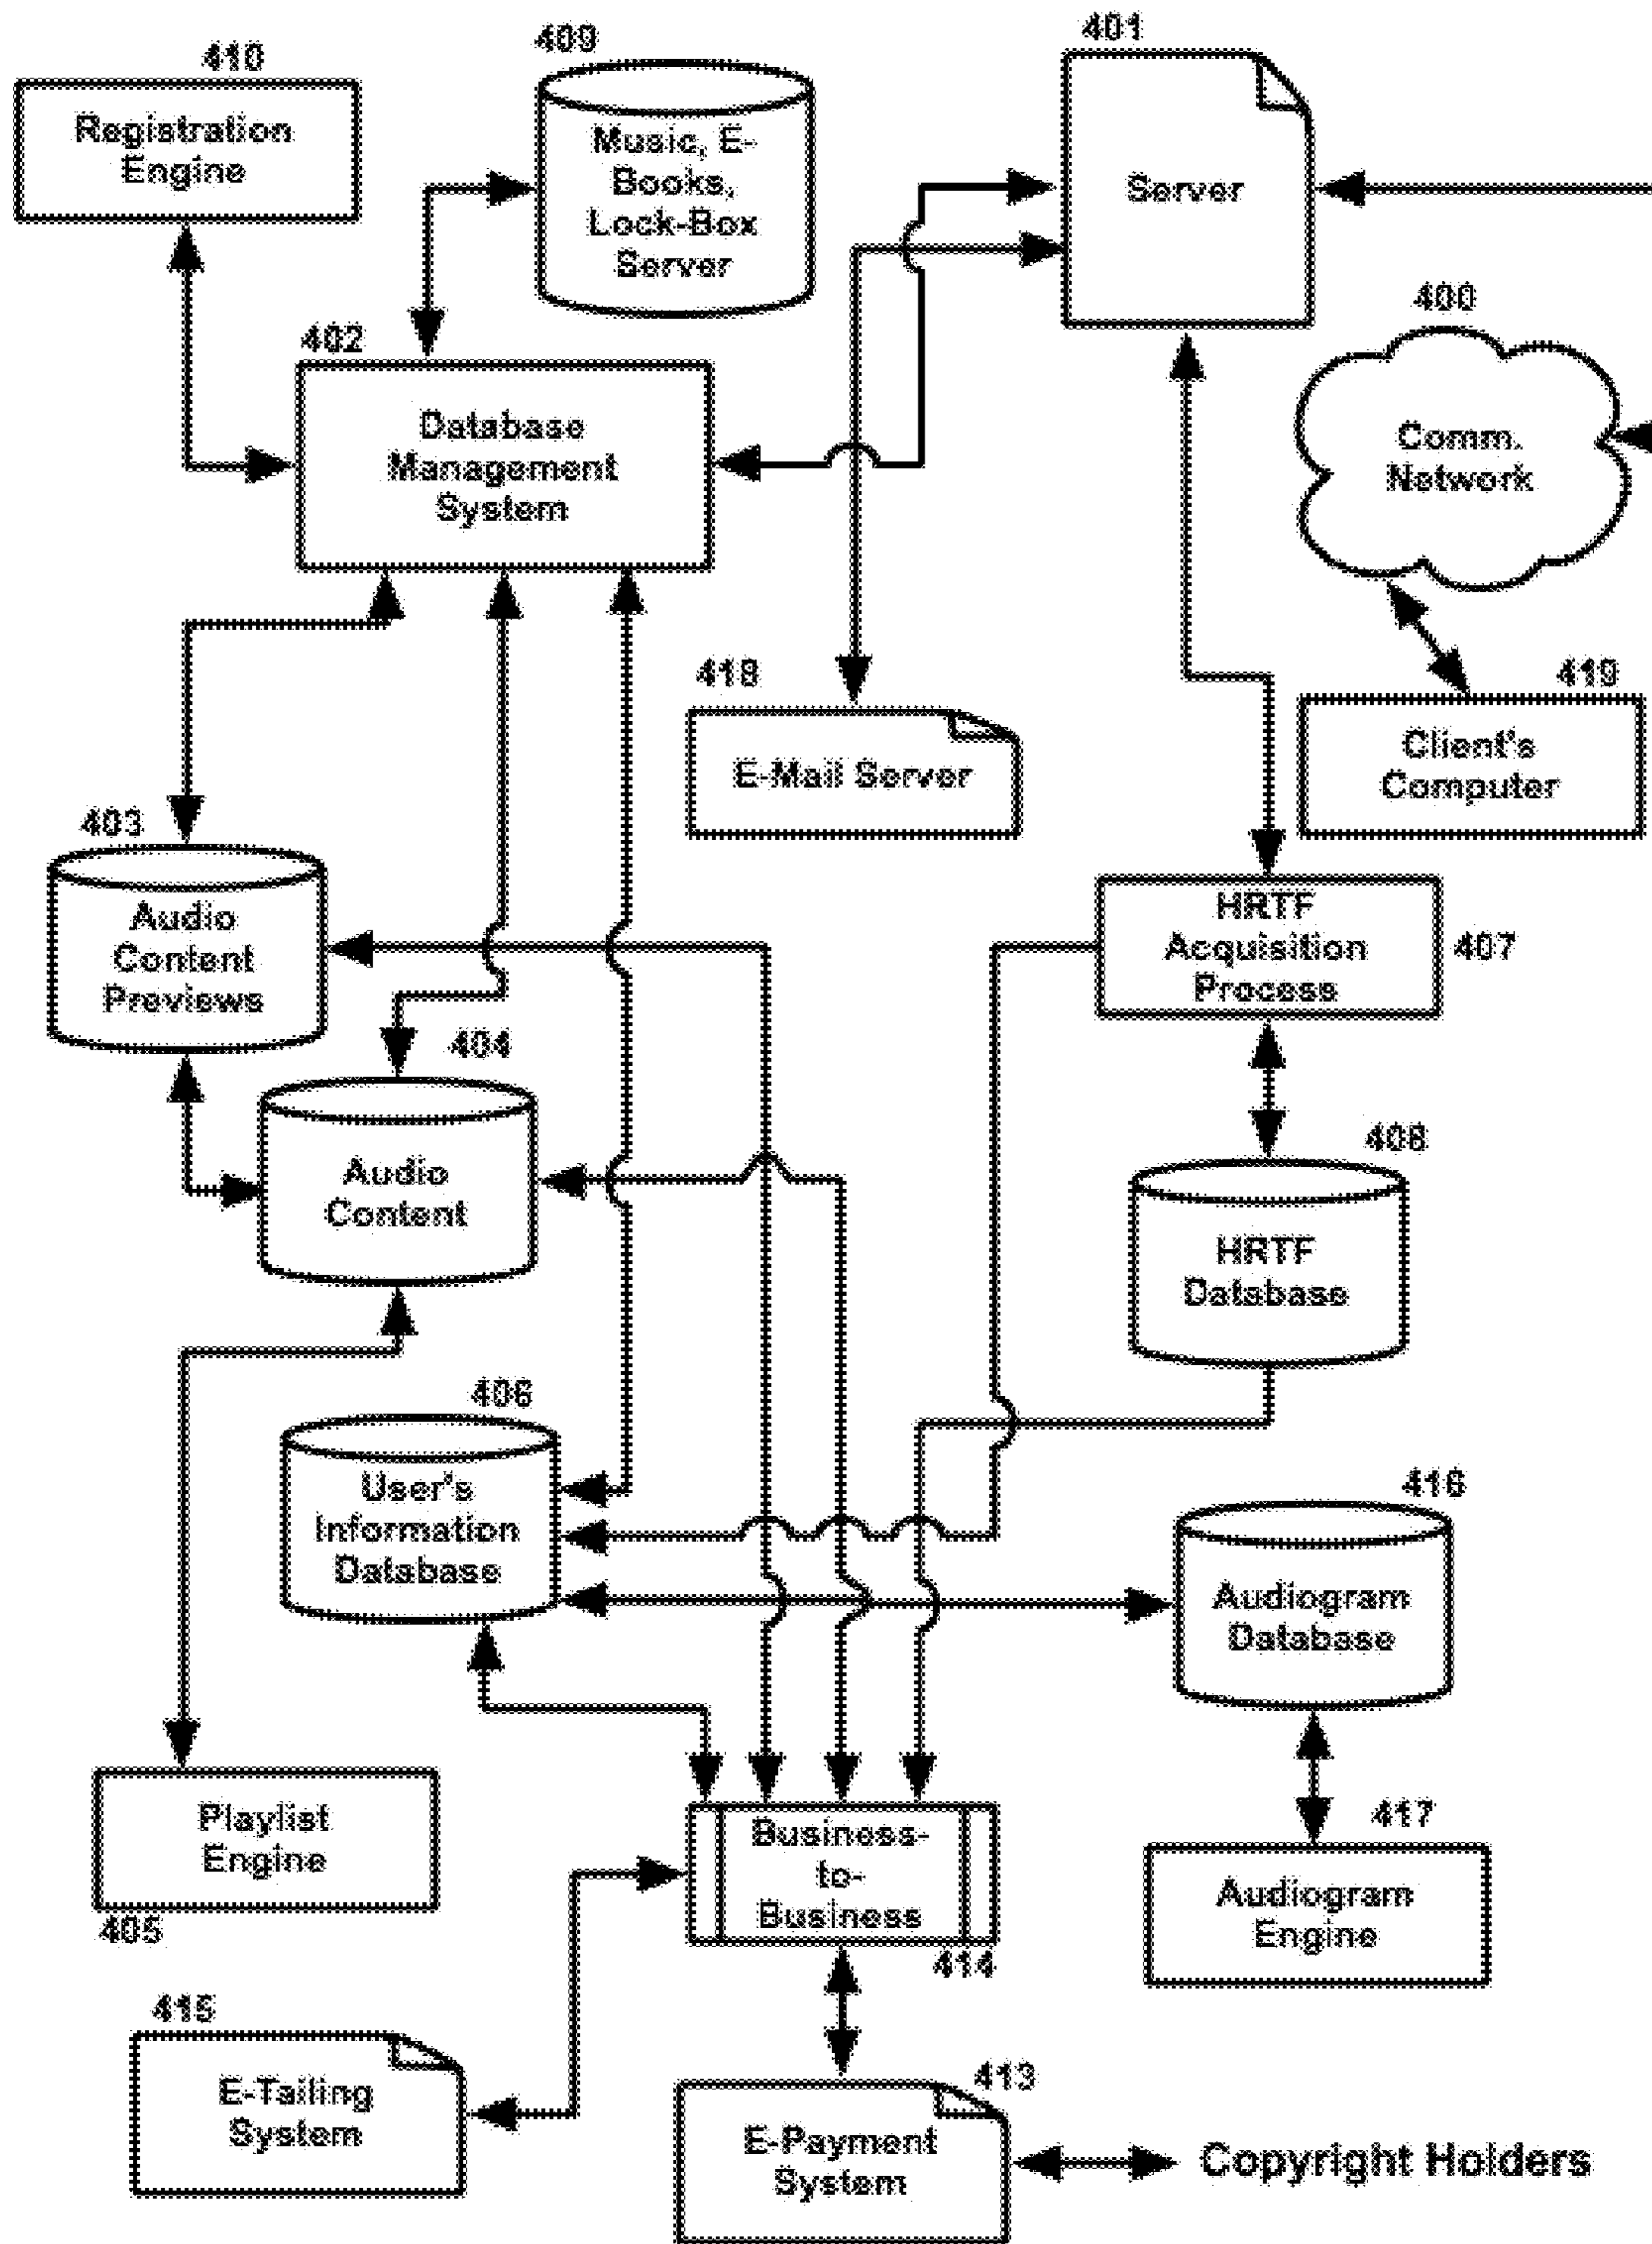 410
Registration
Engine
409
Music, E-
Books,
Lock-Box
Server
401
Server
400
Comm.
Network
402
Database
Management
System
418
E-Mail Server
419
Client's
Computer
403
Audio
Content
Previews
HRTF
Acquisition
Process
407
404
Audio
Content
408
HRTF
Database
406
User's
Information
Database
416
Audiogram
Database
Playlist
Engine
405
Business-
to-
Business
414
417
Audiogram
Engine
415
E-Tailing
System
413
E-Payment
System
Copyright Holders